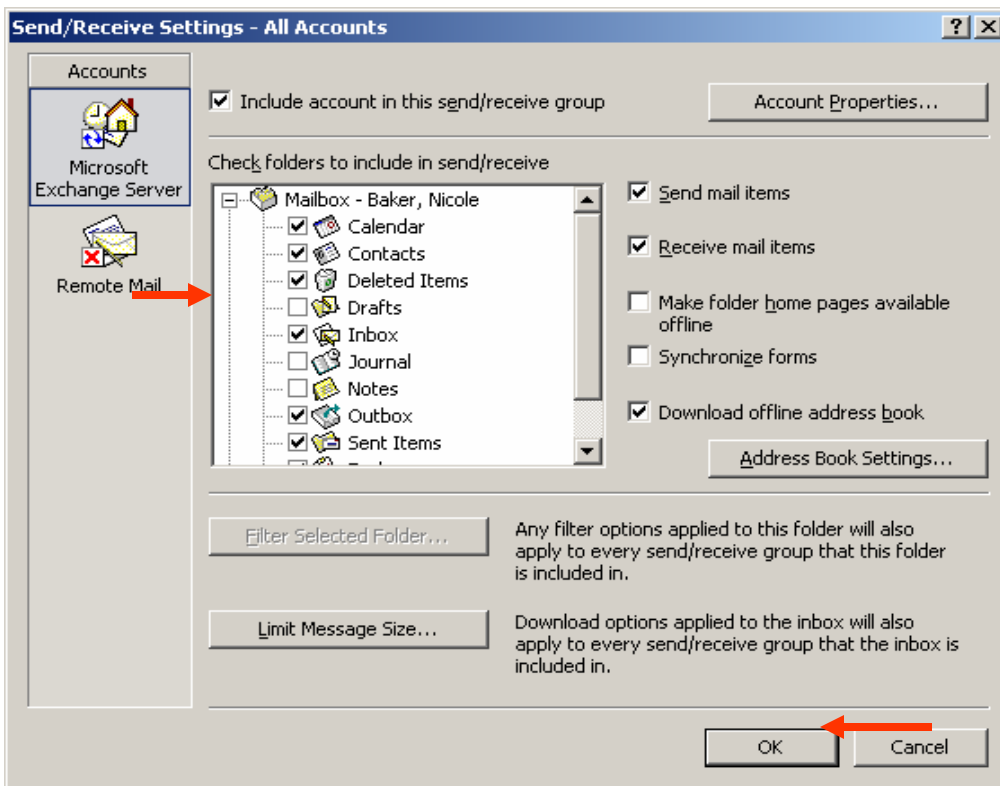 Send/Receive Settings - All Accounts
Accounts
Microsoft
Exchange Server
Remote Mail
Include account in this send/receive group
Account Properties...
Check folders to include in send/receive
Mailbox - Baker, Nicole
Calendar
Contacts
Deleted Items
Drafts
Inbox
Journal
Notes
Outbox
Sent Items
Send mail items
Receive mail items
Make folder home pages available
offline
Synchronize forms
Download offline address book
Address Book Settings...
Filter Selected Folder...
Any filter options applied to this folder will also
apply to every send/receive group that this folder
is included in.
Limit Message Size...
Download options applied to the inbox will also
apply to every send/receive group that the inbox is
included in.
OK
Cancel